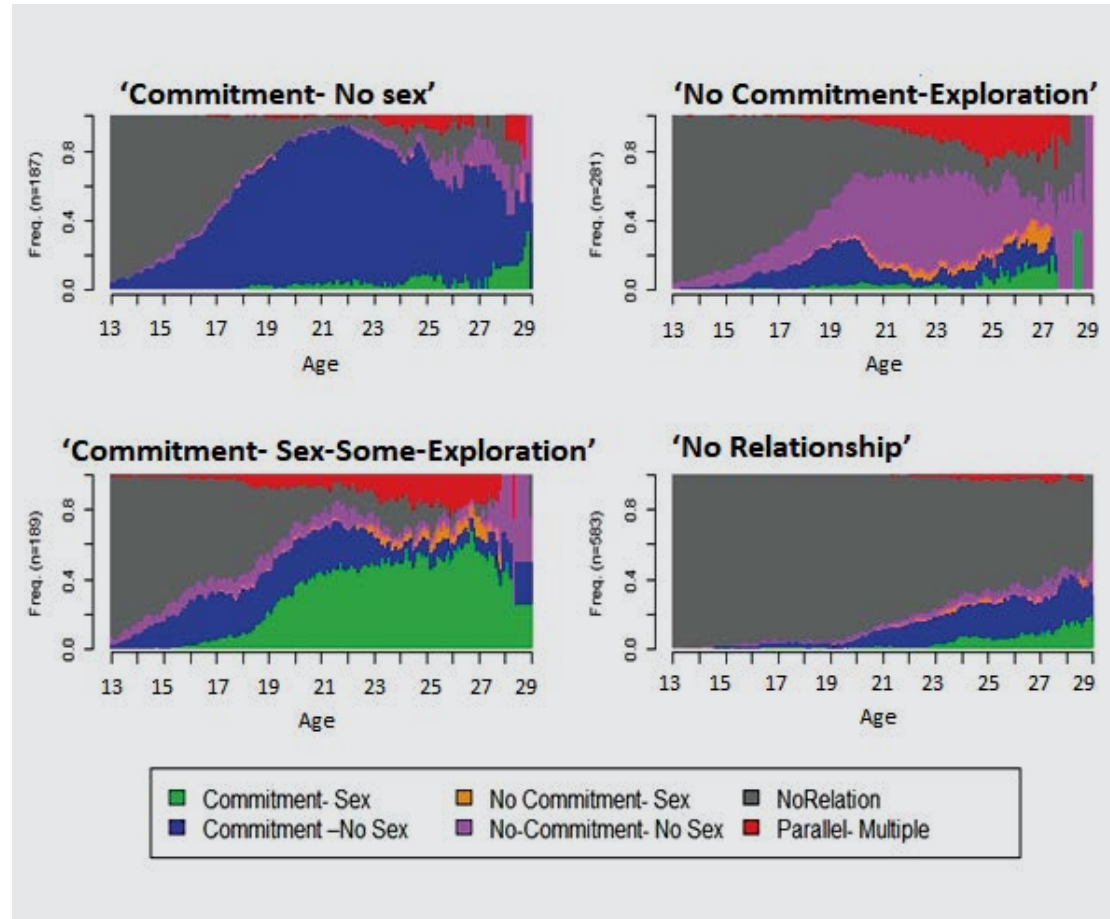 ‘Commitment- No sex’
Freq. (n=187)
0.0 0.4 0.8
13 15 17 19 21 23 25 27 29
Age
‘No Commitment-Exploration’
Freq. (n=281)
0.0 0.4 0.8
13 15 17 19 21 23 25 27 29
Age
‘Commitment- Sex-Some-Exploration’
Freq. (n=189)
0.0 0.4 0.8
13 15 17 19 21 23 25 27 29
Age
‘No Relationship’
Freq. (n=583)
0.0 0.4 0.8
13 15 17 19 21 23 25 27 29
Age
Commitment- Sex
Commitment –No Sex
No Commitment- Sex
No-Commitment- No Sex
NoRelation
Parallel- Multiple